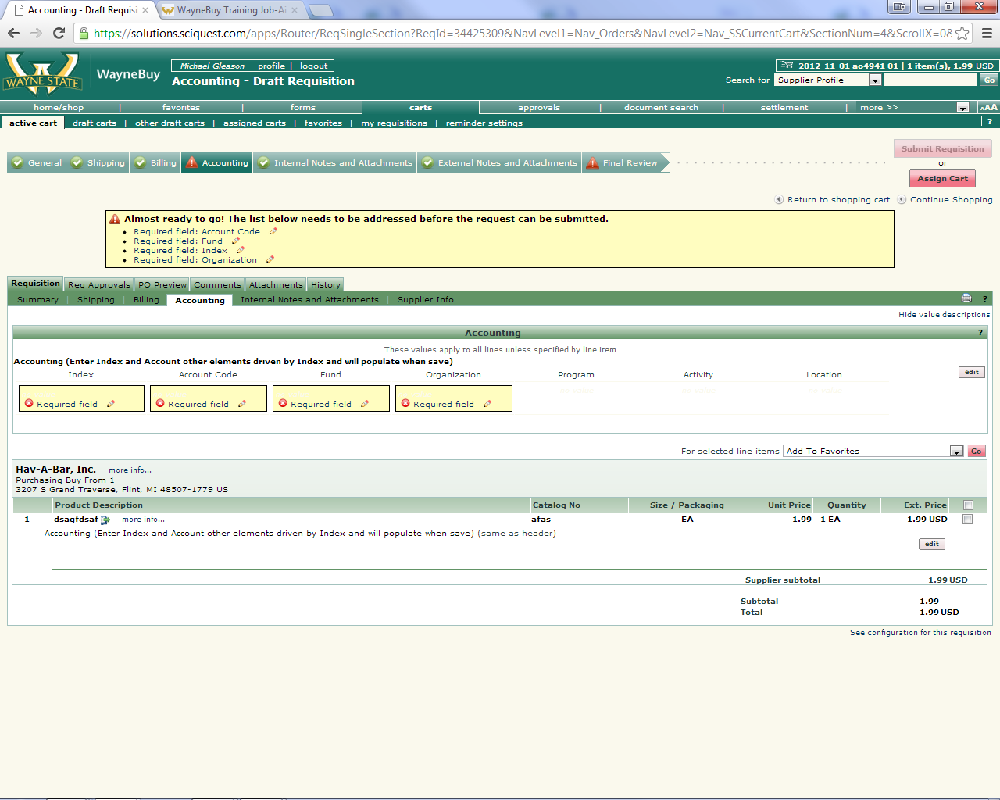 Accounting - Draft Requisi
WayneBuy Training Job-Ai
https://solutions.sciquest.com/apps/Router/ReqSingleSection?ReqId=34425309&NavLevel1=Nav_Orders&NavLevel2=Nav_SSCurrentCart&SectionNum=4&ScrollX=0&
WAYNE STATE
WayneBuy
Michael Gleason profile | logout
2012-11-01 ao4941 01 | 1 item(s), 1.99 USD
Accounting - Draft Requisition
Search for Supplier Profile Go
home/shop | favorites | forms carts approvals | document search | settlement | more >> AAA
active cart draft carts | other draft carts | assigned carts | favorites | my requisitions | reminder settings | ?
Submit Requisition
General Shipping Billing Accounting Internal Notes and Attachments External Notes and Attachments Final Review
or
Assign Cart
Return to shopping cart Continue Shopping
Almost ready to go! The list below needs to be addressed before the request can be submitted.
• Required field: Account Code
• Required field: Fund
• Required field: Index
• Required field: Organization
Requisition Req Approvals PO Preview Comments Attachments History
Summary | Shipping | Billing Accounting Internal Notes and Attachments | Supplier Info ?
Hide value descriptions
Accounting ?
These values apply to all lines unless specified by line item
Accounting (Enter Index and Account other elements driven by Index and will populate when save)
Index Account Code Fund Organization Program Activity Location edit
no value no value no value
Required field Required field Required field Required field
For selected line items Add To Favorites Go
Hav-A-Bar, Inc. more info...
Purchasing Buy From 1
3207 S Grand Traverse, Flint, MI 48507-1779 US
Product Description Catalog No Size / Packaging Unit Price Quantity Ext. Price
1 dsagfdsaf more info... afas EA 1.99 1 EA 1.99 USD
Accounting (Enter Index and Account other elements driven by Index and will populate when save) (same as header)
edit
Supplier subtotal 1.99 USD
Subtotal 1.99
Total 1.99 USD
See configuration for this requisition